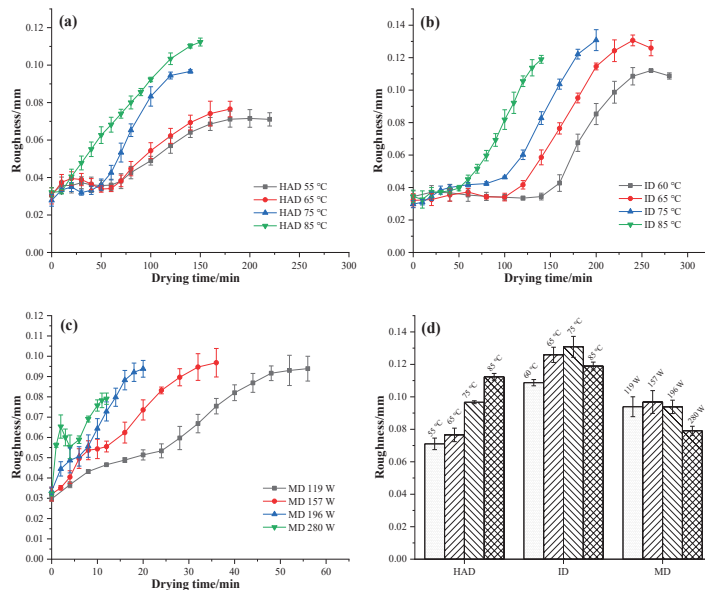 (a)
0.12
0.10
0.08
0.06
0.04
0.02
0.00
Roughness/mm
0 50 100 150 200 250 300
Drying time/min
HAD 55 ℃
HAD 65 ℃
HAD 75 ℃
HAD 85 ℃
(b)
0.14
0.12
0.10
0.08
0.06
0.04
0.02
0.00
Roughness/mm
0 50 100 150 200 250 300
Drying time/min
ID 60 ℃
ID 65 ℃
ID 75 ℃
ID 85 ℃
(c)
0.12
0.11
0.10
0.09
0.08
0.07
0.06
0.05
0.04
0.03
0.02
0.01
0.00
Roughness/mm
0 10 20 30 40 50 60
Drying time/min
MD 119 W
MD 157 W
MD 196 W
MD 280 W
(d)
0.14
0.12
0.10
0.08
0.06
0.04
0.02
0.00
Roughness/mm
55 ℃
65 ℃
75 ℃
85 ℃
60 ℃
65 ℃
75 ℃
85 ℃
119 W
157 W
196 W
280 W
HAD ID MD